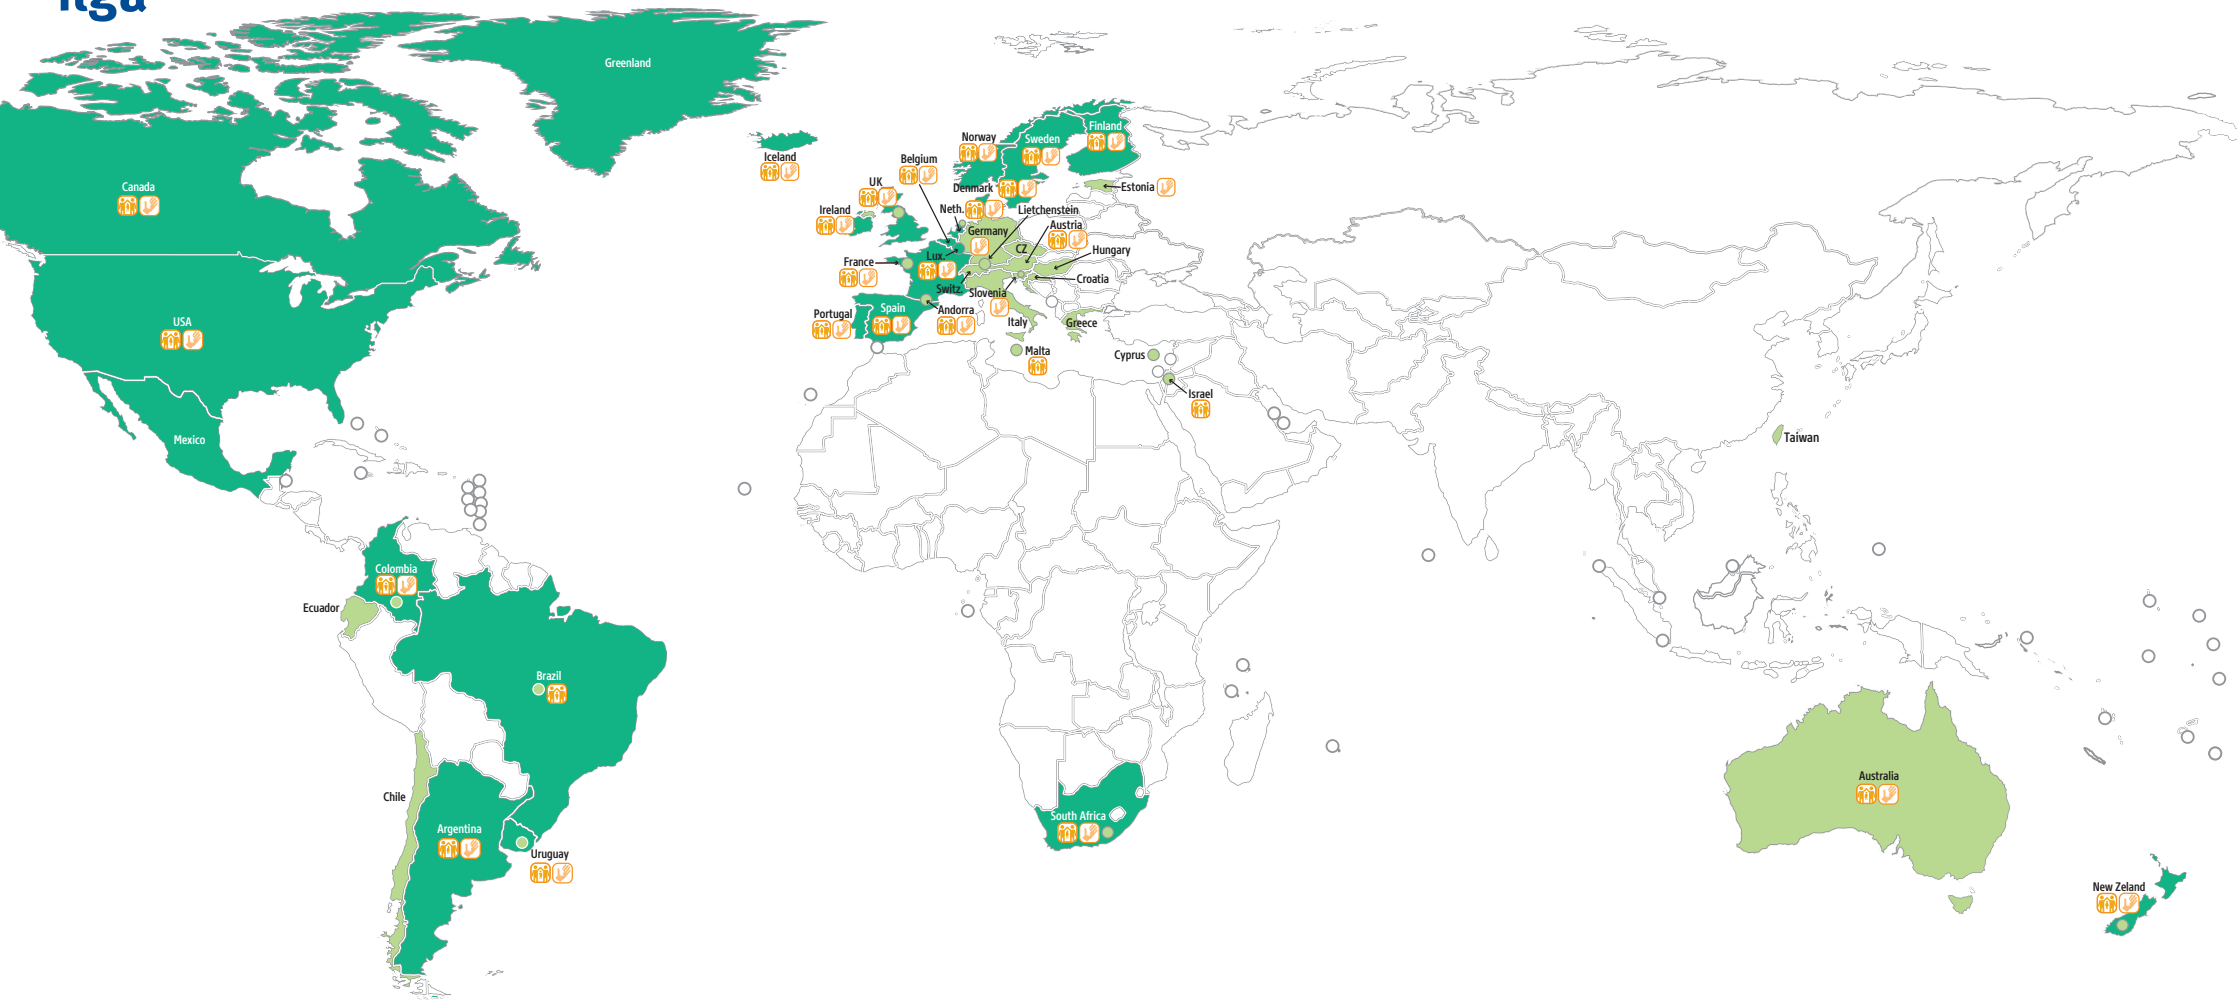 ilga
Greenland
Canada
USA
Mexico
Iceland
Norway
Sweden
Finland
Belgium
UK
Denmark
Estonia
Ireland
Neth.
Lietchenstein
Germany
Austria
CZ
Hungary
France
Lux.
Croatia
Switz.
Slovenia
Portugal
Spain
Andorra
Italy
Greece
Malta
Cyprus
Israel
Taiwan
Colombia
Ecuador
Brazil
Chile
Argentina
Uruguay
South Africa
Australia
New Zeland